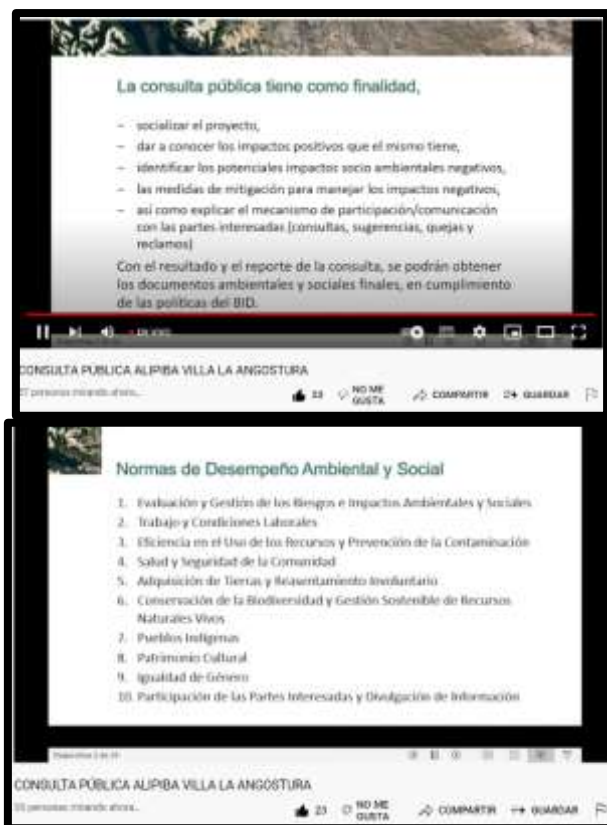 La consulta pública tiene como finalidad,
– socializar el proyecto,
– dar a conocer los impactos positivos que el mismo tiene,
– identificar los potenciales impactos socio ambientales negativos,
– las medidas de mitigación para manejar los impactos negativos,
– así como explicar el mecanismo de participación/comunicación
con las partes interesadas (consultas, sugerencias, quejas y
reclamos)
Con el resultado y el reporte de la consulta, se podrán obtener
los documentos ambientales y sociales finales, en cumplimiento
de las políticas del BID.
CONSULTA PÚBLICA ALIPIBA VILLA LA ANGOSTURA
personas mirando ahora...
23 NO ME GUSTA COMPARTIR GUARDAR
Normas de Desempeño Ambiental y Social
1. Evaluación y Gestión de los Riesgos e Impactos Ambientales y Sociales
2. Trabajo y Condiciones Laborales
3. Eficiencia en el Uso de los Recursos y Prevención de la Contaminación
4. Salud y Seguridad de la Comunidad
5. Adquisición de Tierras y Reasentamiento Involuntario
6. Conservación de la Biodiversidad y Gestión Sostenible de Recursos
Naturales Vivos
7. Pueblos Indígenas
8. Patrimonio Cultural
9. Igualdad de Género
10. Participación de las Partes Interesadas y Divulgación de Información
CONSULTA PÚBLICA ALIPIBA VILLA LA ANGOSTURA
personas mirando ahora...
23 NO ME GUSTA COMPARTIR GUARDAR